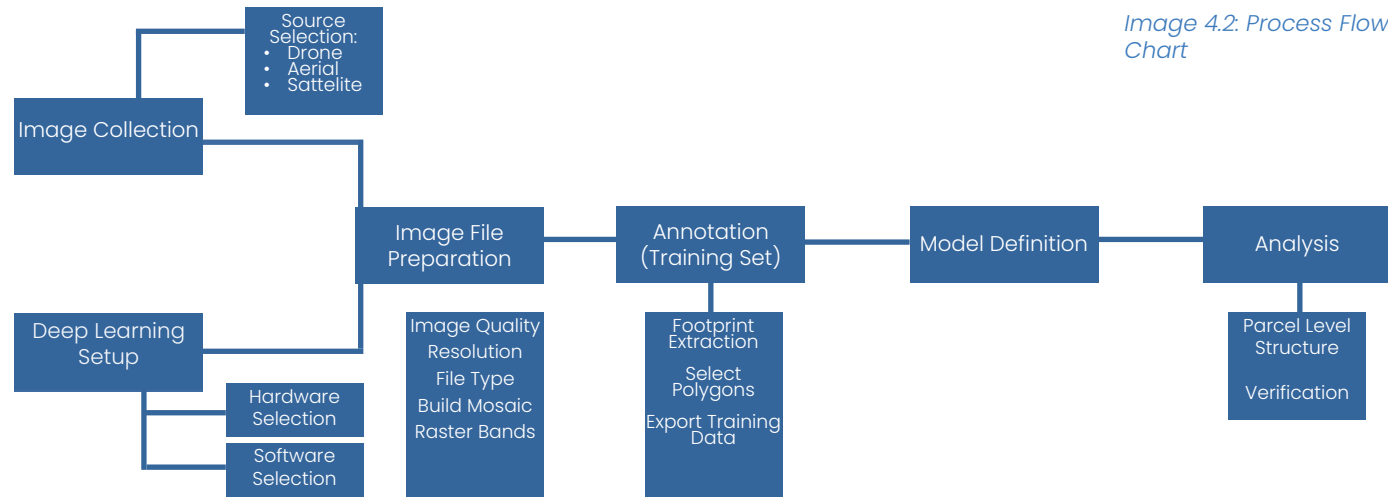 Source
Selection:
• Drone
• Aerial
• Sattelite
Image 4.2: Process Flow
Chart
Image Collection
Image File
Preparation
Annotation
(Training Set)
Model Definition
Analysis
Deep Learning
Setup
Hardware
Selection
Software
Selection
Image Quality
Resolution
File Type
Build Mosaic
Raster Bands
Footprint
Extraction
Select
Polygons
Export Training
Data
Parcel Level
Structure
Verification